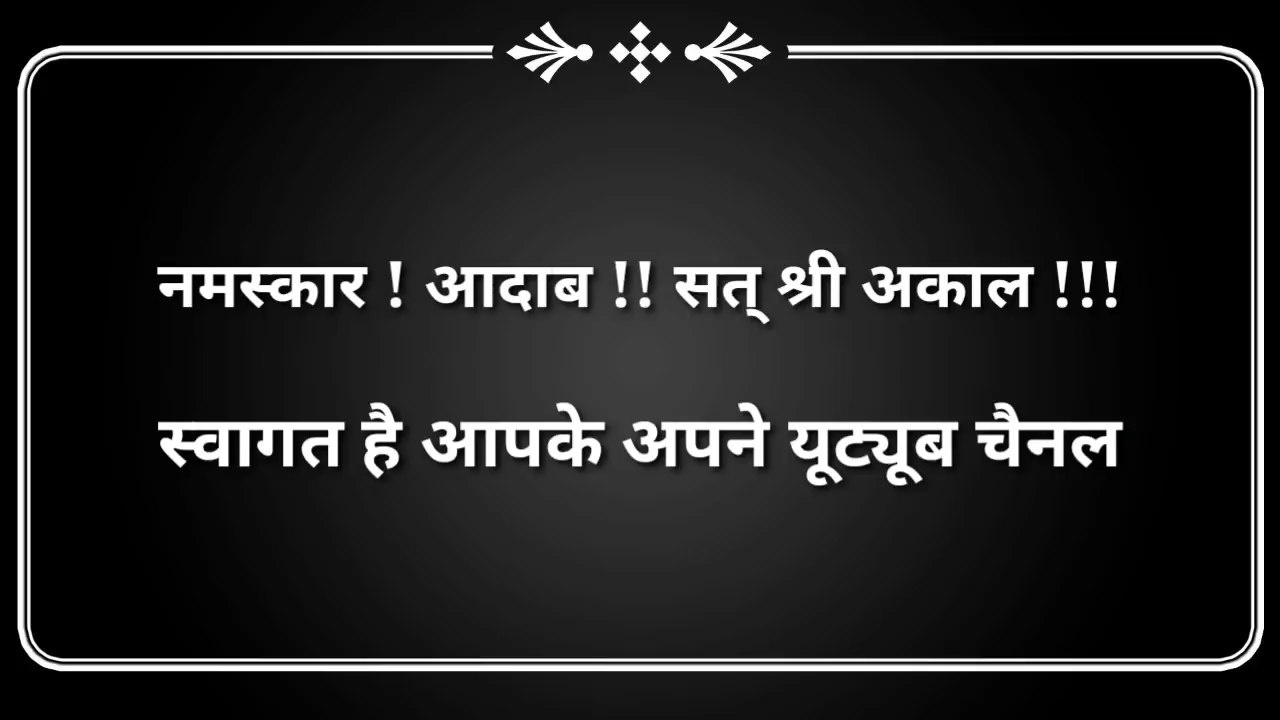 नमस्कार ! आदाब !! सत् श्री अकाल !!!
स्वागत है आपके अपने यूट्यूब चैनल